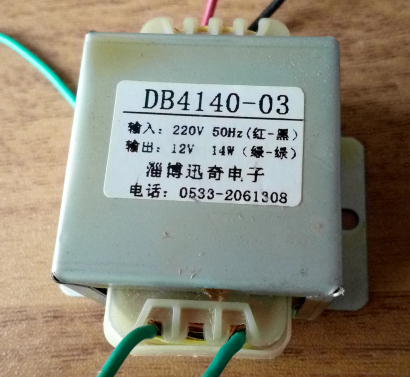 DB4140-03
输入: 220V 50Hz(红-黑)
输出: 12V 14W (绿-绿)
淄博迅奇电子
电话: 0533-2061308